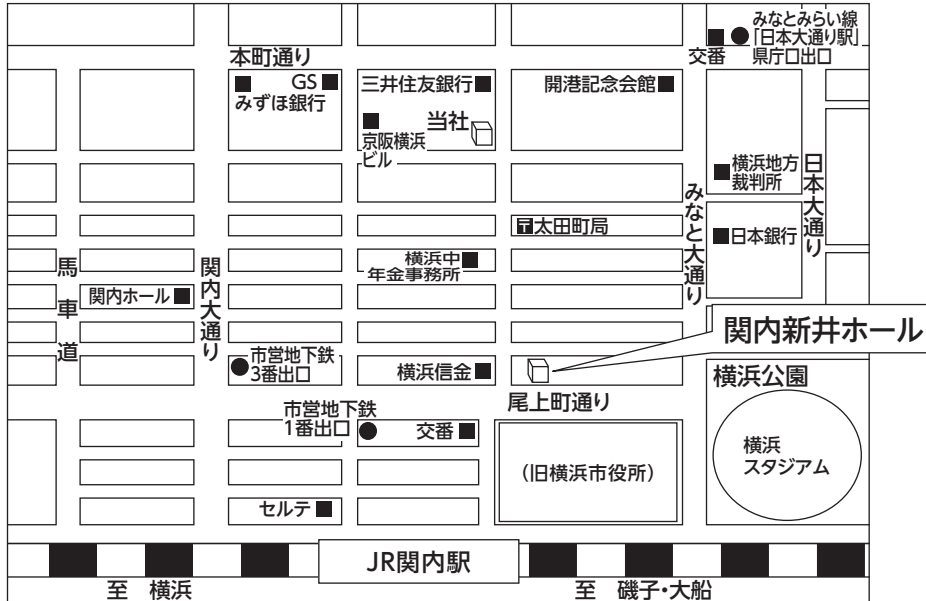 みなとみらい線
「日本大通り駅」
交番 県庁口出口
本町通り
GS
みずほ銀行
三井住友銀行
当社
京阪横浜
ビル
開港記念会館
横浜地方
裁判所
日本大通り
みなと大通り
〒太田町局
日本銀行
横浜中
年金事務所
馬車道
関内ホール
関内大通り
関内新井ホール
市営地下鉄
3番出口
横浜信金
尾上町通り
横浜公園
市営地下鉄
1番出口
交番
(旧横浜市役所)
横浜
スタジアム
セルテ
JR関内駅
至 横浜
至 磯子・大船